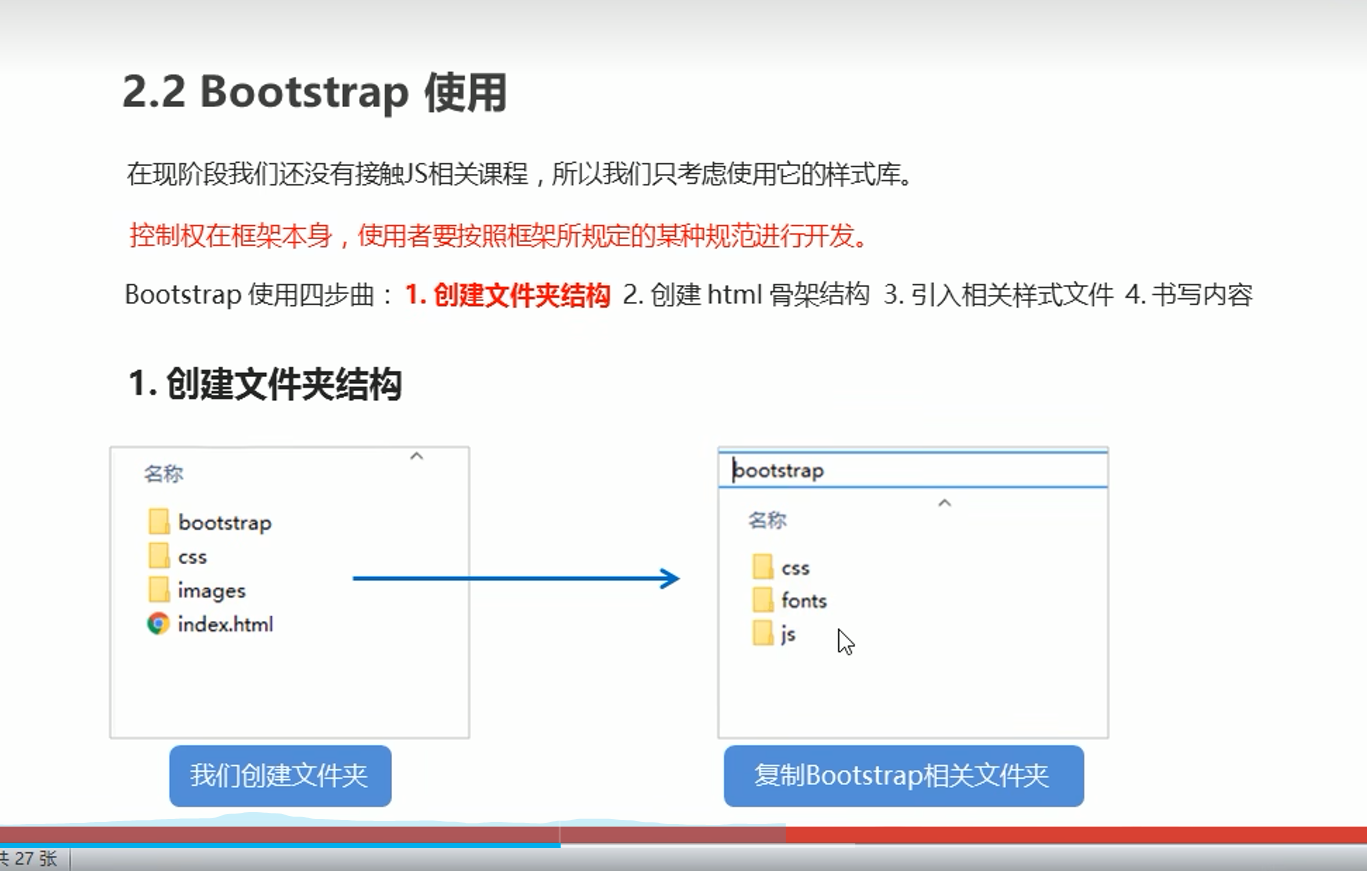 2.2 Bootstrap 使用
在现阶段我们还没有接触JS相关课程，所以我们只考虑使用它的样式库。
控制权在框架本身，使用者要按照框架所规定的某种规范进行开发。
Bootstrap 使用四步曲： 1. 创建文件夹结构 2. 创建 html 骨架结构 3. 引入相关样式文件 4. 书写内容
1. 创建文件夹结构
名称
bootstrap
css
images
index.html
bootstrap
名称
css
fonts
js
我们创建文件夹
复制Bootstrap相关文件夹
共 27 张